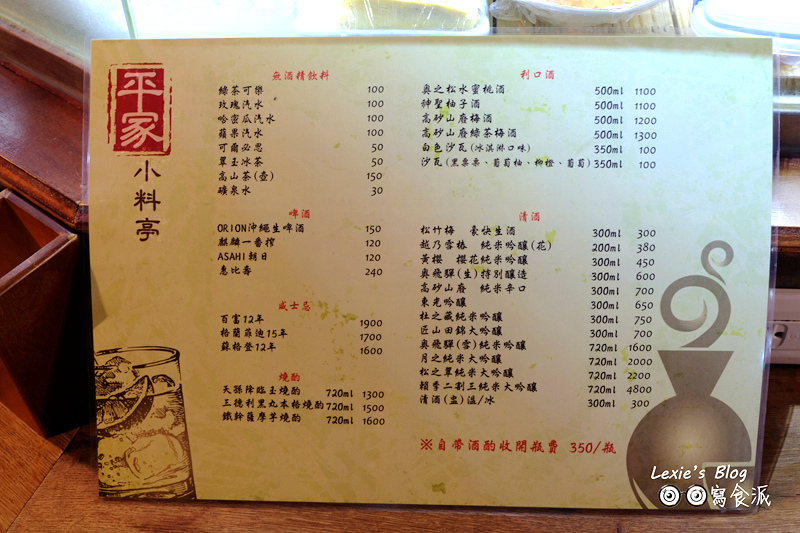 平家
小料亭
無酒精飲料
綠茶可樂 100
玫瑰汽水 100
哈密瓜汽水 100
蘋果汽水 100
可爾必思 50
翠玉冰茶 50
高山茶(壺) 150
礦泉水 30
啤酒
ORION沖繩生啤酒 150
麒麟一番搾 120
ASAHI朝日 120
惠比壽 240
威士忌
百富12年 1900
格蘭菲迪15年 1700
蘇格登12年 1600
燒酌
天孫降臨玉燒酌 720ml 1300
三德利黑丸本格燒酌 720ml 1500
鐵幹薩摩芋燒酌 720ml 1600
利口酒
奧之松水蜜桃酒 500ml 1100
神聖柚子酒 500ml 1100
高砂山廢梅酒 500ml 1200
高砂山廢綠茶梅酒 500ml 1300
白色沙瓦(冰淇淋口味) 350ml 100
沙瓦(黑棗栗、葡萄柚、柳橙、葡萄) 350ml 100
清酒
松竹梅 豪快生酒 300ml 300
越乃雪椿 純米吟釀(花) 200ml 380
黃櫻 櫻花純米吟釀 300ml 450
奧飛驒(生)特別釀造 300ml 600
高砂山廢 純米辛口 300ml 700
東光吟釀 300ml 650
杜之藏純米吟釀 300ml 750
匠山田錦大吟釀 300ml 700
奧飛驒(雪)純米吟釀 720ml 1600
月之純米大吟釀 720ml 2000
松之翠純米大吟釀 720ml 2200
賴季二割三純米大吟釀 720ml 4800
清酒(盅)溫/冰 300ml 300
※自帶酒酌收開瓶費 350/瓶
Lexie's Blog
寫食派